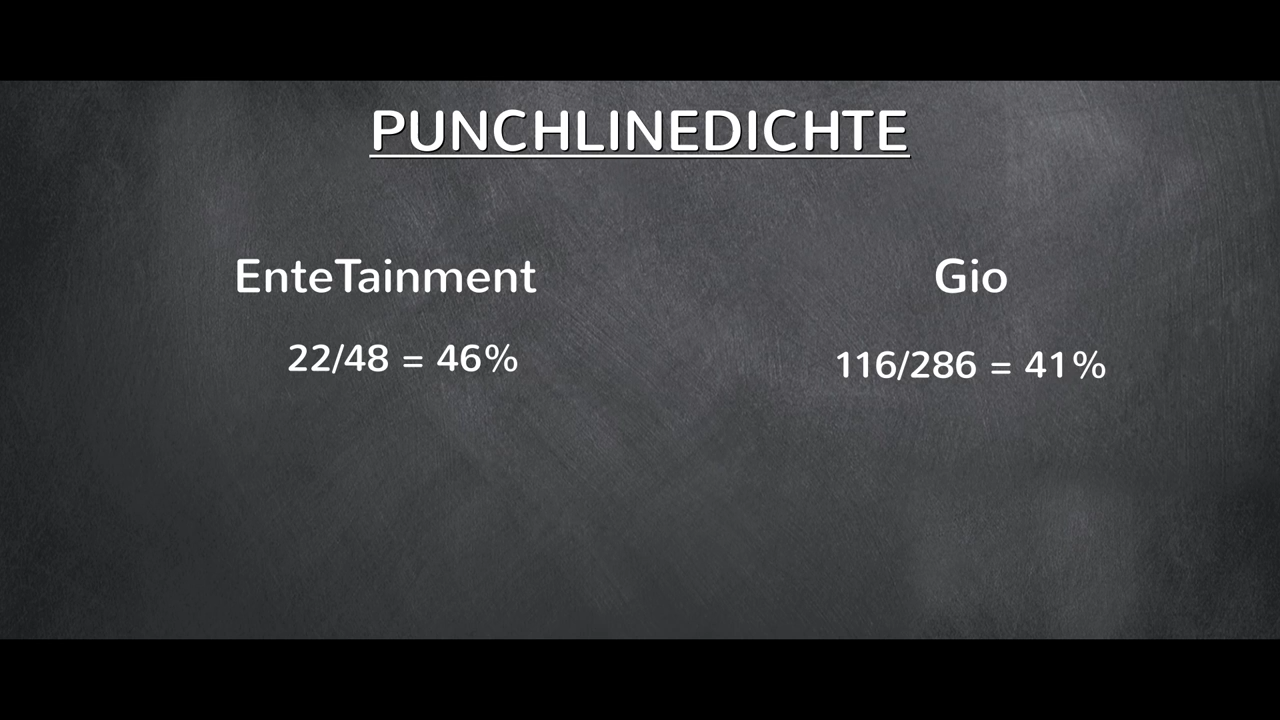 PUNCHLINEDICHTE
EnteTainment
Gio
22/48 = 46%
116/286 = 41%